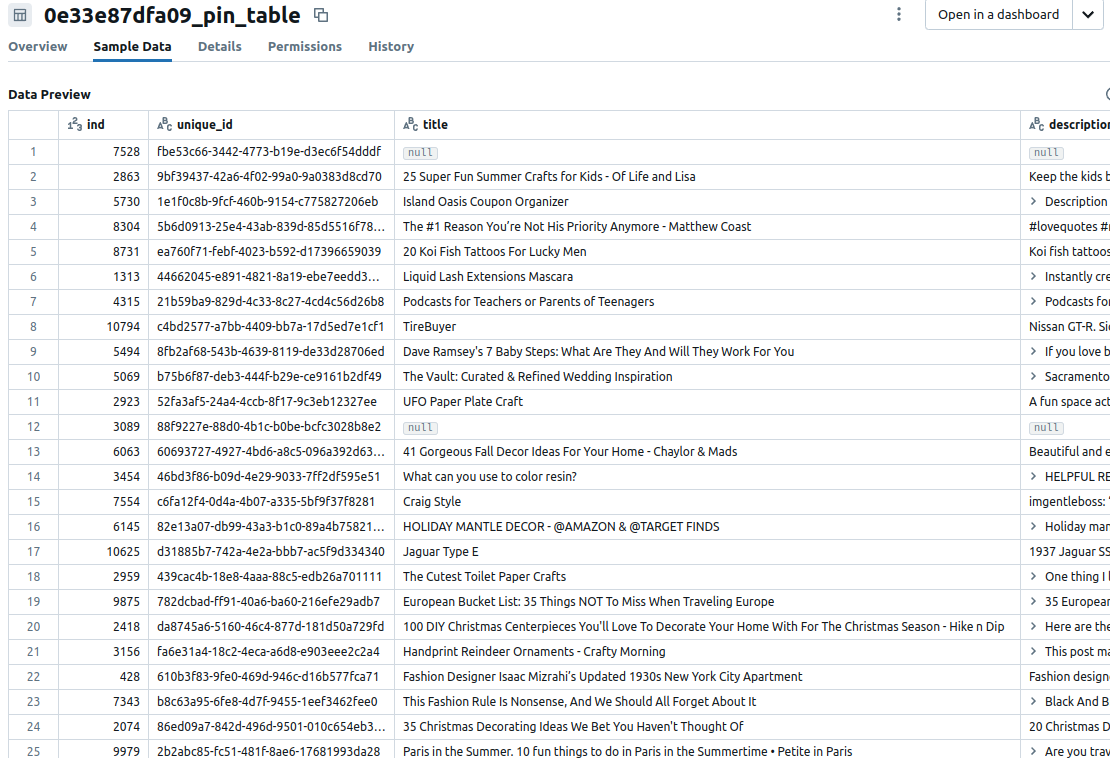 0e33e87dfa09_pin_table
Open in a dashboard
Overview Sample Data Details Permissions History
Data Preview
ind unique_id title description
1 7528 fbe53c66-3442-4773-b19e-d3ec6f54dddf null null
2 2863 9bf39437-42a6-4f02-99a0-9a0383d8cd70 25 Super Fun Summer Crafts for Kids - Of Life and Lisa Keep the kids b
3 5730 1e1f0c8b-9fcf-460b-9154-c775827206eb Island Oasis Coupon Organizer Description
4 8304 5b6d0913-25e4-43ab-839d-85d5516f78... The #1 Reason You’re Not His Priority Anymore - Matthew Coast #lovequotes #
5 8731 ea760f71-febf-4023-b592-d17396659039 20 Koi Fish Tattoos For Lucky Men Koi fish tattoos
6 1313 44662045-e891-4821-8a19-ebe7eedd3... Liquid Lash Extensions Mascara Instantly cre
7 4315 21b59ba9-829d-4c33-8c27-4cd4c56d26b8 Podcasts for Teachers or Parents of Teenagers Podcasts for
8 10794 c4bd2577-a7bb-4409-bb7a-17d5ed7e1cf1 TireBuyer Nissan GT-R. Si
9 5494 8fb2af68-543b-4639-8119-de33d28706ed Dave Ramsey's 7 Baby Steps: What Are They And Will They Work For You If you love b
10 5069 b75b6f87-deb3-444f-b29e-ce9161b2df49 The Vault: Curated & Refined Wedding Inspiration Sacramento
11 2923 52fa3af5-24a4-4ccb-8f17-9c3eb12327ee UFO Paper Plate Craft A fun space act
12 3089 88f9227e-88d0-4b1c-b0be-bcfc3028b8e2 null null
13 6063 60693727-4927-4bd6-a8c5-096a392d63... 41 Gorgeous Fall Decor Ideas For Your Home - Chaylor & Mads Beautiful and e
14 3454 46bd3f86-b09d-4e29-9033-7ff2df595e51 What can you use to color resin? HELPFUL RE
15 7554 c6fa12f4-0d4a-4b07-a335-5bf9f37f8281 Craig Style imgentleboss: “
16 6145 82e13a07-db99-43a3-b1c0-89a4b75821... HOLIDAY MANTLE DECOR - @AMAZON & @TARGET FINDS Holiday man
17 10625 d31885b7-742a-4e2a-bbb7-ac5f9d334340 Jaguar Type E 1937 Jaguar SS
18 2959 439cac4b-18e8-4aaa-88c5-edb26a701111 The Cutest Toilet Paper Crafts One thing I
19 9875 782dcbad-ff91-40a6-ba60-216efe29adb7 European Bucket List: 35 Things NOT To Miss When Traveling Europe 35 European
20 2418 da8745a6-5160-46c4-877d-181d50a729fd 100 DIY Christmas Centerpieces You'll Love To Decorate Your Home With For The Christmas Season - Hike n Dip Here are the
21 3156 fa6e31a4-18c2-4eca-a6d8-e903eee2c2a4 Handprint Reindeer Ornaments - Crafty Morning This post ma
22 428 610b3f83-9fe0-469d-946c-d16b577fca71 Fashion Designer Isaac Mizrahi’s Updated 1930s New York City Apartment Fashion design
23 7343 b8c63a95-6fe8-4d7f-9455-1eef3462fee0 This Fashion Rule Is Nonsense, And We Should All Forget About It Black And B
24 2074 86ed09a7-842d-496d-9501-010c654eb3... 35 Christmas Decorating Ideas We Bet You Haven't Thought Of 20 Christmas D
25 9979 2b2abc85-fc51-481f-8ae6-17681993da28 Paris in the Summer. 10 fun things to do in Paris in the Summertime • Petite in Paris Are you trav